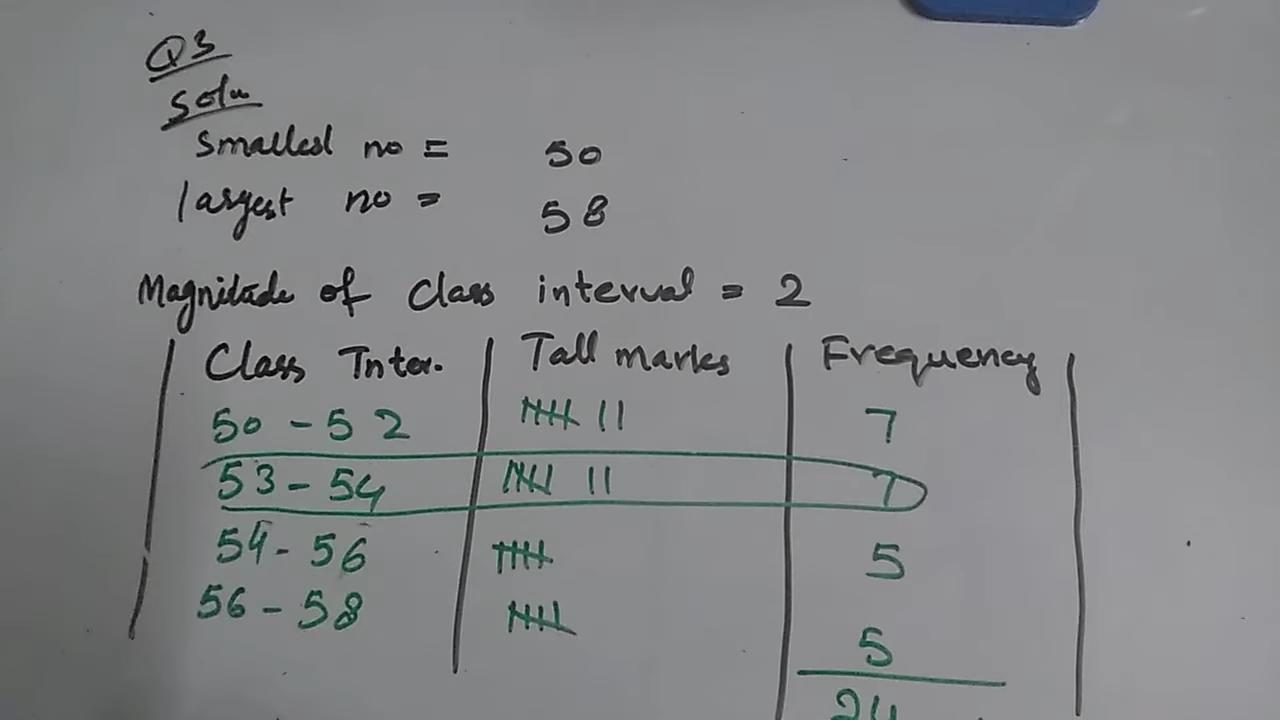 Q3
Soln
Smallest no = 50
largest no = 58
Magnitude of class interval = 2
Class Inter. Tall marks Frequency
50 - 52 𝍸 || 7
53 - 54 𝍸 || 7
54 - 56 𝍸 5
56 - 58 𝍸 5
24